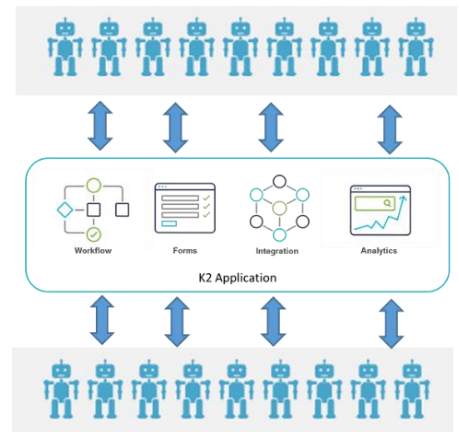 Workflow
Forms
Integration
Analytics
K2 Application